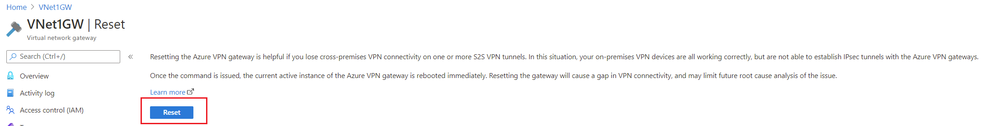 Home > VNet1GW
VNet1GW | Reset
Virtual network gateway
Search (Ctrl+/)
«
Resetting the Azure VPN gateway is helpful if you lose cross-premises VPN connectivity on one or more S2S VPN tunnels. In this situation, your on-premises VPN devices are all working correctly, but are not able to establish IPsec tunnels with the Azure VPN gateways.
Overview
Once the command is issued, the current active instance of the Azure VPN gateway is rebooted immediately. Resetting the gateway will cause a gap in VPN connectivity, and may limit future root cause analysis of the issue.
Activity log
Learn more
Access control (IAM)
Reset